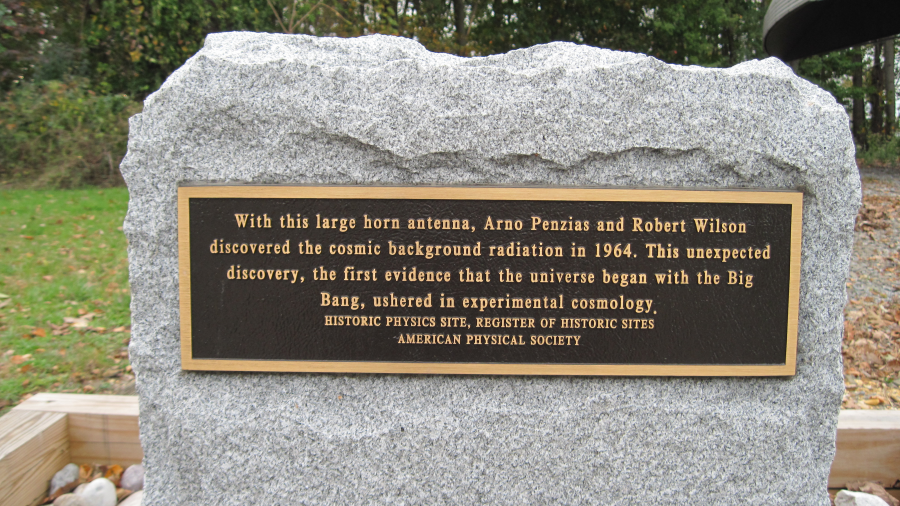 With this large horn antenna, Arno Penzias and Robert Wilson
discovered the cosmic background radiation in 1964. This unexpected
discovery, the first evidence that the universe began with the Big
Bang, ushered in experimental cosmology.
HISTORIC PHYSICS SITE, REGISTER OF HISTORIC SITES
AMERICAN PHYSICAL SOCIETY